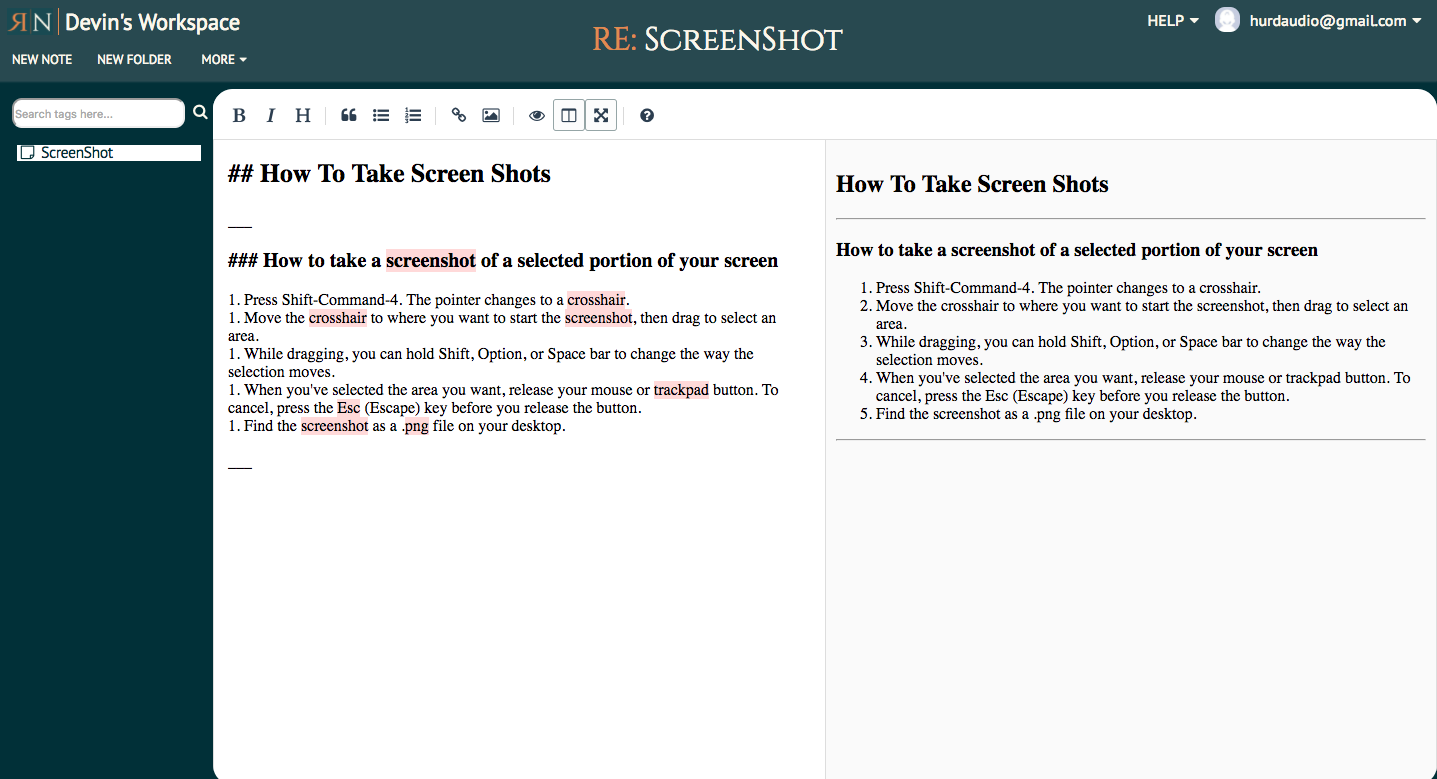 ЯN Devin's Workspace
RE: SCREENSHOT
HELP
hurdaudio@gmail.com
NEW NOTE NEW FOLDER MORE
Search tags here...
ScreenShot
B I H
## How To Take Screen Shots
___
### How to take a screenshot of a selected portion of your screen
1. Press Shift-Command-4. The pointer changes to a crosshair.
1. Move the crosshair to where you want to start the screenshot, then drag to select an
area.
1. While dragging, you can hold Shift, Option, or Space bar to change the way the
selection moves.
1. When you've selected the area you want, release your mouse or trackpad button. To
cancel, press the Esc (Escape) key before you release the button.
1. Find the screenshot as a .png file on your desktop.
___
How To Take Screen Shots
How to take a screenshot of a selected portion of your screen
1. Press Shift-Command-4. The pointer changes to a crosshair.
2. Move the crosshair to where you want to start the screenshot, then drag to select an
area.
3. While dragging, you can hold Shift, Option, or Space bar to change the way the
selection moves.
4. When you've selected the area you want, release your mouse or trackpad button. To
cancel, press the Esc (Escape) key before you release the button.
5. Find the screenshot as a .png file on your desktop.